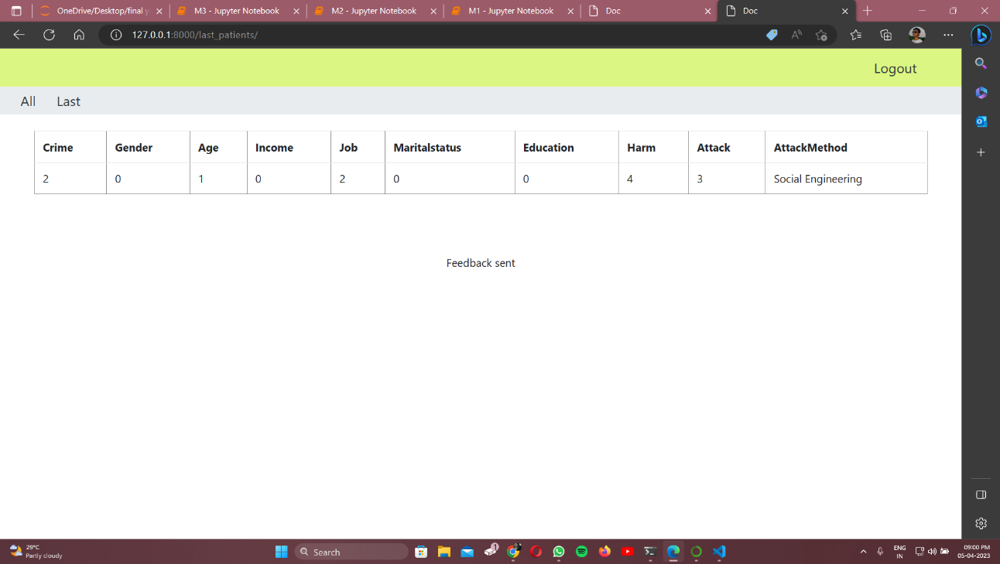 OneDrive/Desktop/final y
M3 - Jupyter Notebook
M2 - Jupyter Notebook
M1 - Jupyter Notebook
Doc
Doc
127.0.0.1:8000/last_patients/
Logout
All Last
Crime Gender Age Income Job Maritalstatus Education Harm Attack AttackMethod
2 0 1 0 2 0 0 4 3 Social Engineering
Feedback sent
29°C
Partly cloudy
Search
1
ENG
IN
09:00 PM
05-04-2023